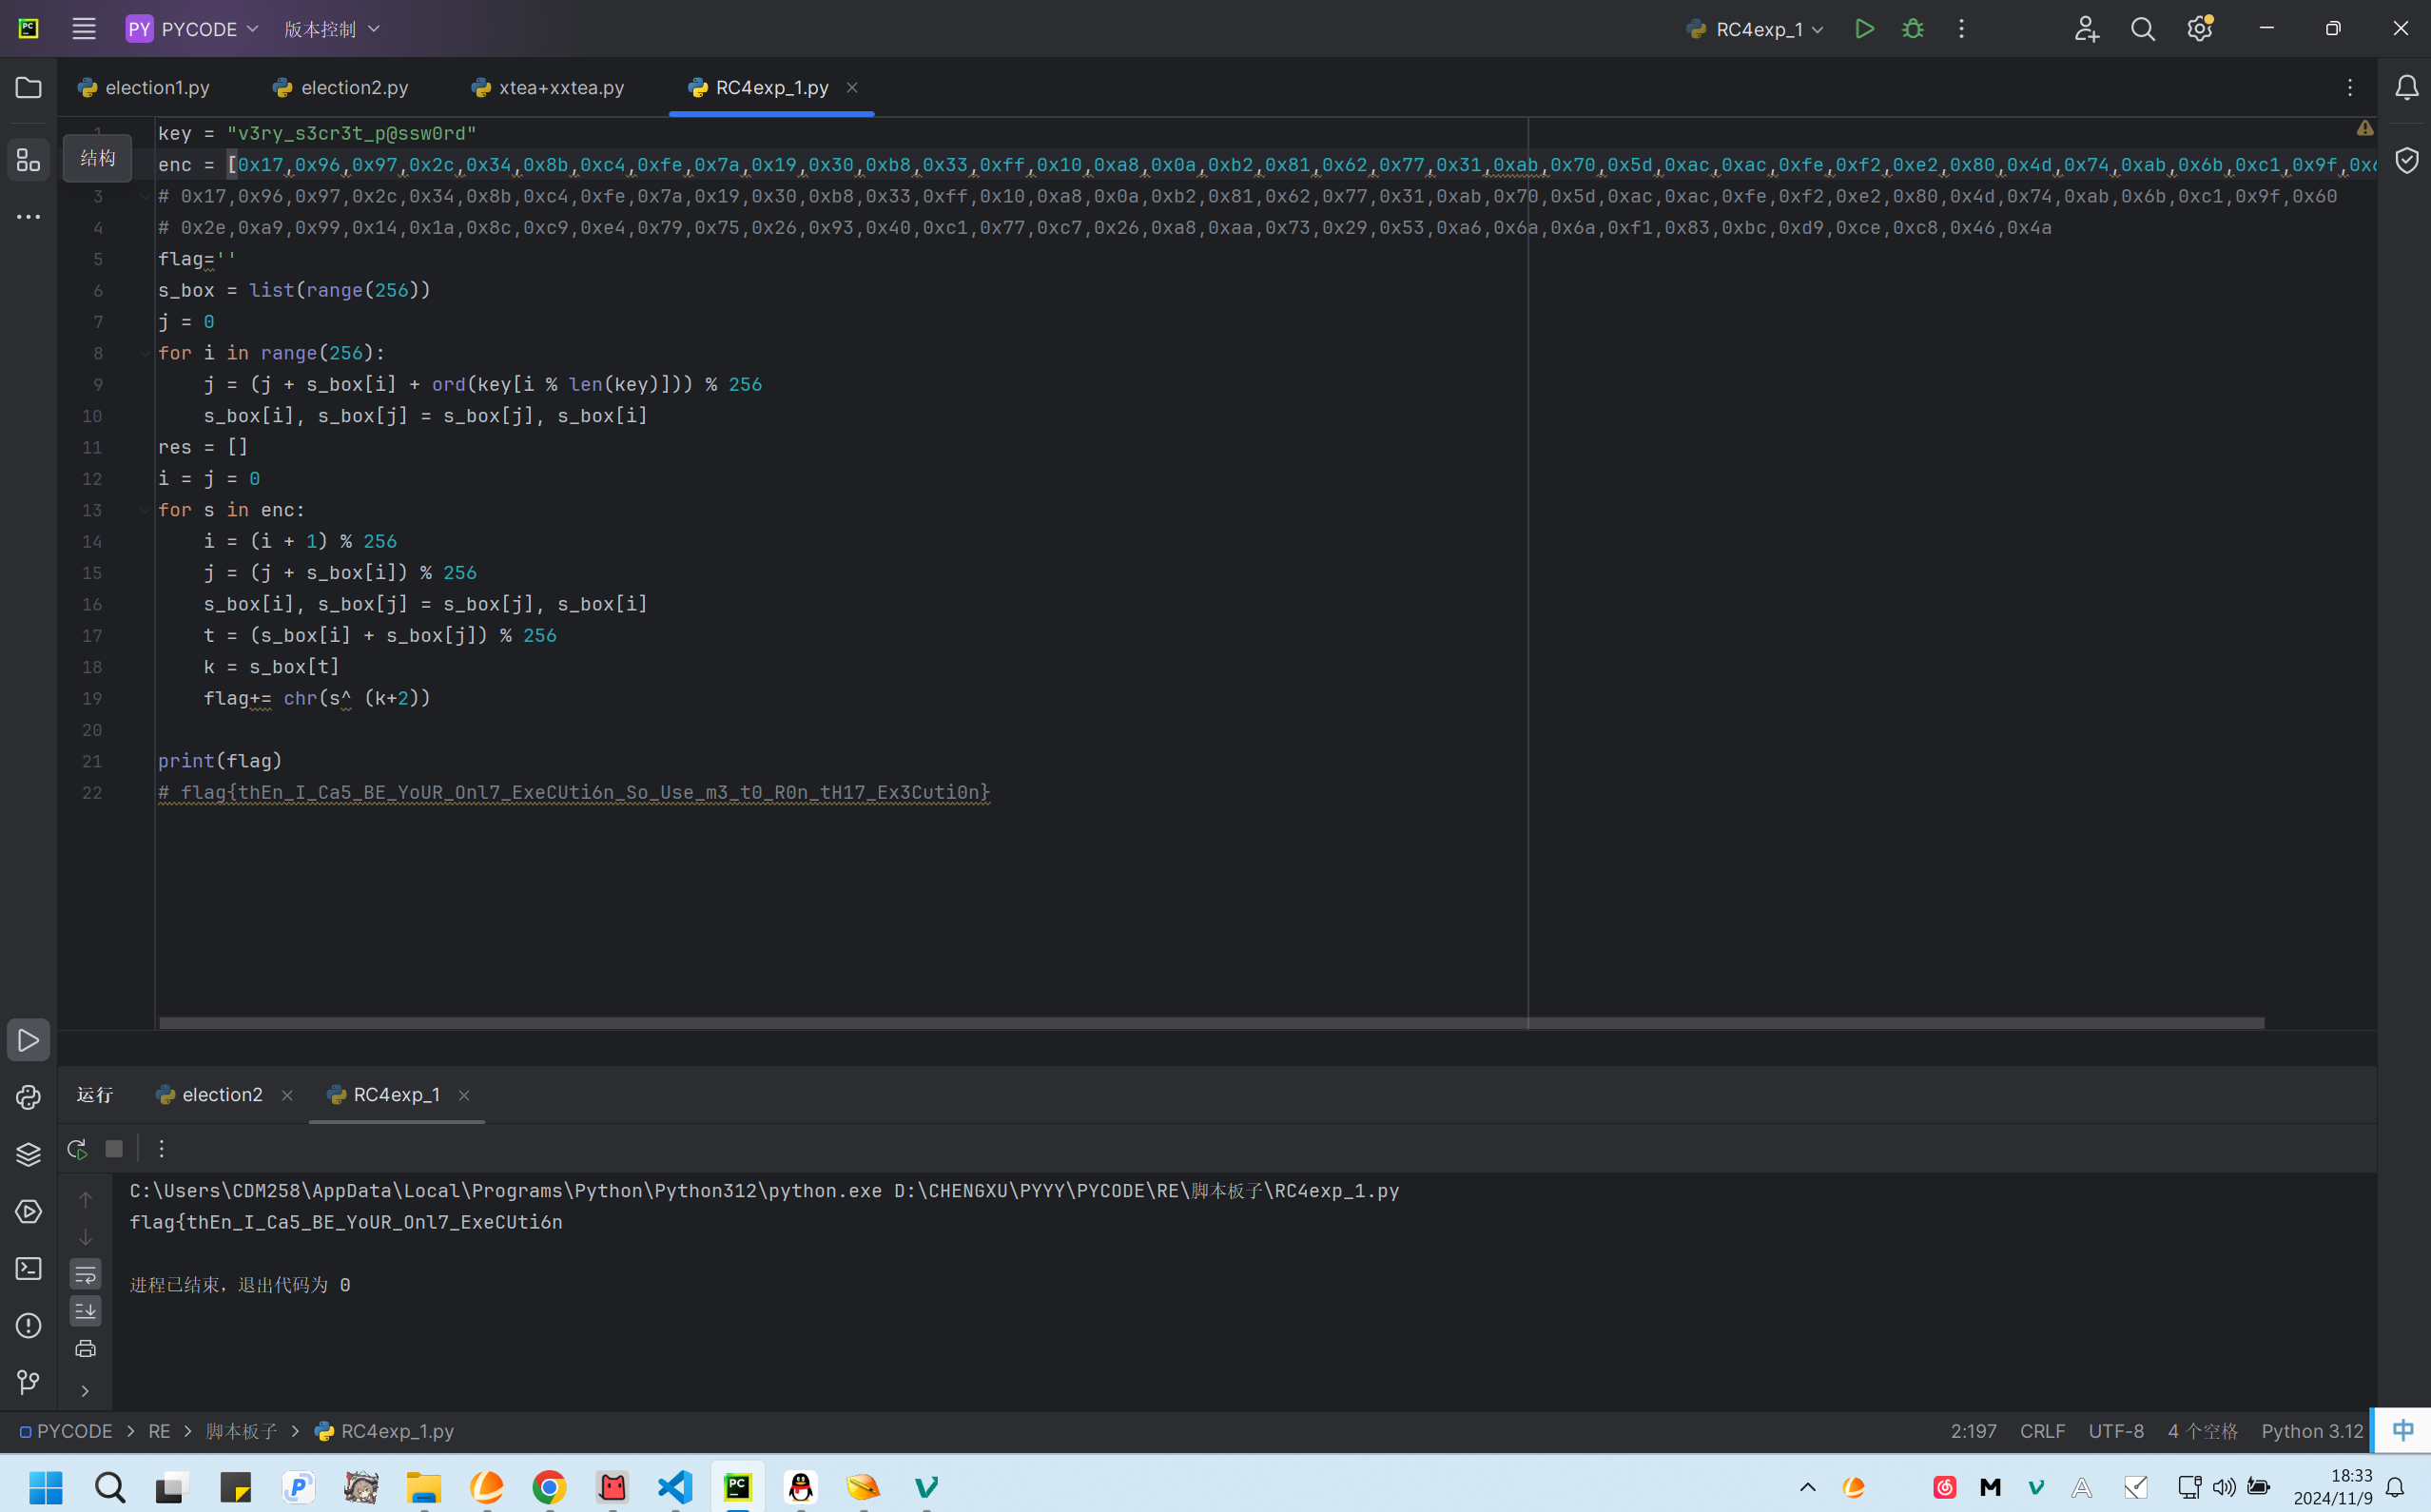 PC
PY PYCODE 版本控制 RC4exp_1
election1.py election2.py xtea+xxtea.py RC4exp_1.py
结构
1 key = "v3ry_s3cr3t_p@ssw0rd"
enc = [0x17,0x96,0x97,0x2c,0x34,0x8b,0xc4,0xfe,0x7a,0x19,0x30,0xb8,0x33,0xff,0x10,0xa8,0x0a,0xb2,0x81,0x62,0x77,0x31,0xab,0x70,0x5d,0xac,0xac,0xfe,0xf2,0xe2,0x80,0x4d,0x74,0xab,0x6b,0xc1,0x9f,0x6
3 # 0x17,0x96,0x97,0x2c,0x34,0x8b,0xc4,0xfe,0x7a,0x19,0x30,0xb8,0x33,0xff,0x10,0xa8,0x0a,0xb2,0x81,0x62,0x77,0x31,0xab,0x70,0x5d,0xac,0xac,0xfe,0xf2,0xe2,0x80,0x4d,0x74,0xab,0x6b,0xc1,0x9f,0x60
4 # 0x2e,0xa9,0x99,0x14,0x1a,0x8c,0xc9,0xe4,0x79,0x75,0x26,0x93,0x40,0xc1,0x77,0xc7,0x26,0xa8,0xaa,0x73,0x29,0x53,0xa6,0x6a,0x6a,0xf1,0x83,0xbc,0xd9,0xce,0xc8,0x46,0x4a
5 flag=''
6 s_box = list(range(256))
7 j = 0
8 for i in range(256):
9     j = (j + s_box[i] + ord(key[i % len(key)])) % 256
10     s_box[i], s_box[j] = s_box[j], s_box[i]
11 res = []
12 i = j = 0
13 for s in enc:
14     i = (i + 1) % 256
15     j = (j + s_box[i]) % 256
16     s_box[i], s_box[j] = s_box[j], s_box[i]
17     t = (s_box[i] + s_box[j]) % 256
18     k = s_box[t]
19     flag+= chr(s^ (k+2))
20
21 print(flag)
22 # flag{thEn_I_Ca5_BE_YoUR_Onl7_ExeCUti6n_So_Use_m3_t0_R0n_tH17_Ex3Cuti0n}
运行 election2 RC4exp_1
C:\Users\CDM258\AppData\Local\Programs\Python\Python312\python.exe D:\CHENGXU\PYYY\PYCODE\RE\脚本板子\RC4exp_1.py
flag{thEn_I_Ca5_BE_YoUR_Onl7_ExeCUti6n
进程已结束，退出代码为 0
PYCODE > RE > 脚本板子 > RC4exp_1.py 2:197 CRLF UTF-8 4 个空格 Python 3.12 中
PC 18:33
2024/11/9